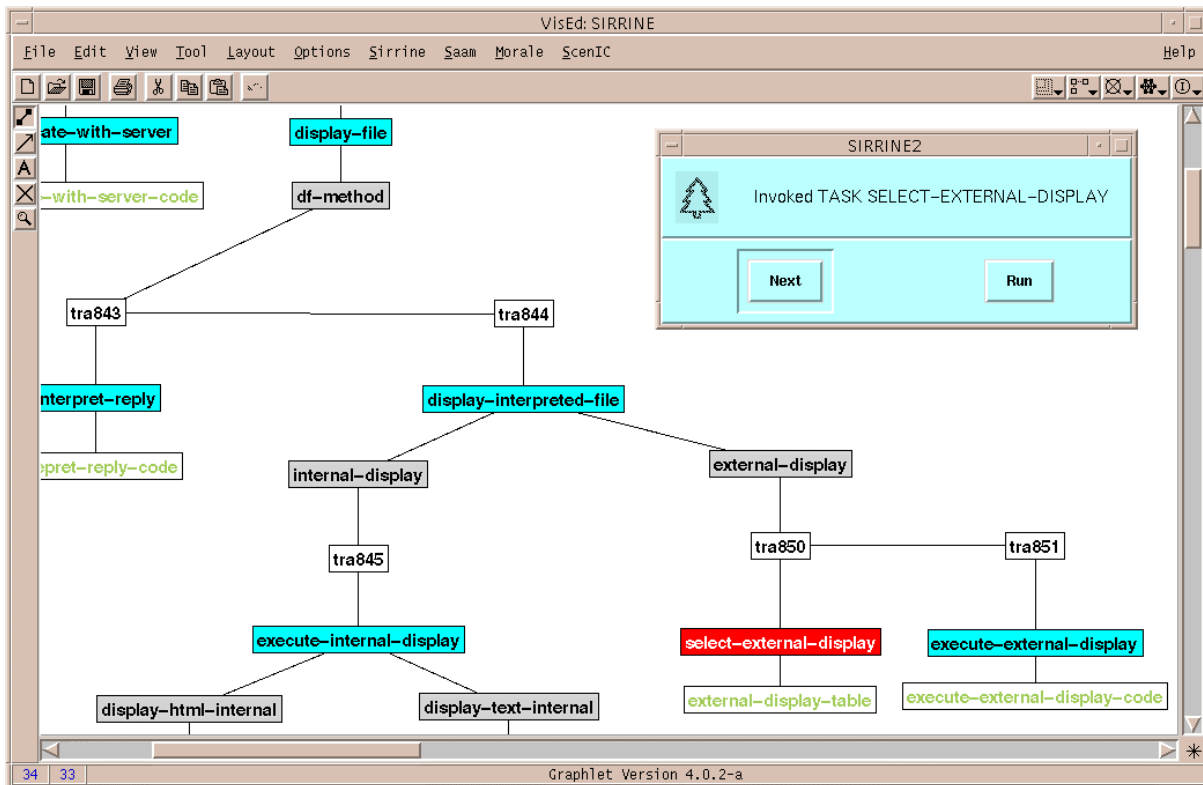 VisEd: SIRRINE
File Edit View Tool Layout Options Sirrine Saam Morale ScenIC Help
ate-with-server
display-file
SIRRINE2
e-with-server-code
df-method
Invoked TASK SELECT-EXTERNAL-DISPLAY
Next Run
tra843
tra844
nterpret-reply
display-interpreted-file
epret-reply-code
internal-display
external-display
tra845
tra850
tra851
execute-internal-display
select-external-display
execute-external-display
display-html-internal
display-text-internal
external-display-table
execute-external-display-code
34 33 Graphlet Version 4.0.2-a